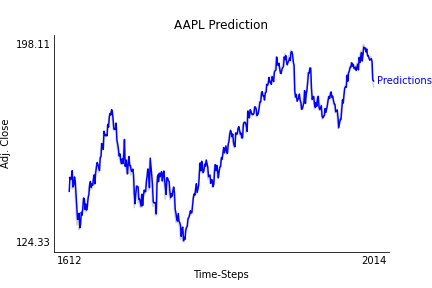 AAPL Prediction
198.11
Predictions
Adj. Close
124.33
1612
2014
Time-Steps